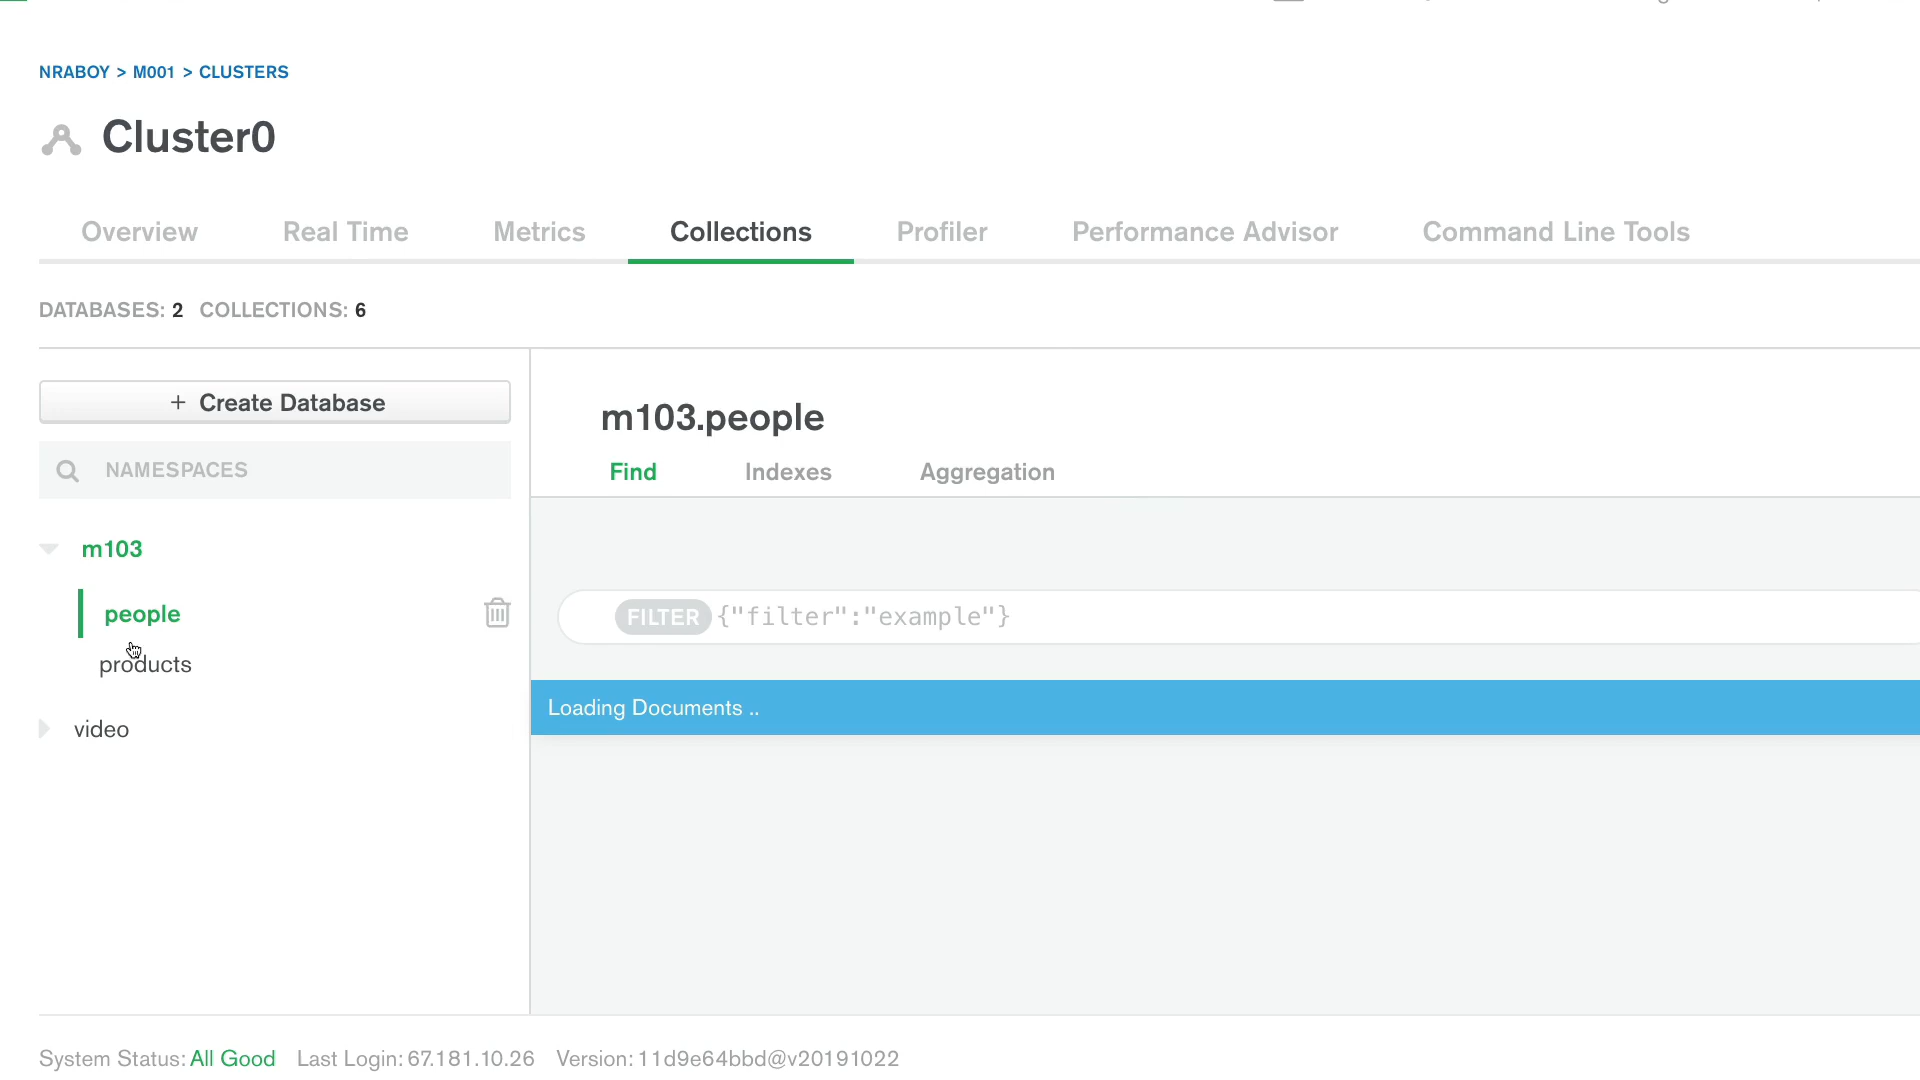 NRABOY > M001 > CLUSTERS
Cluster0
Overview Real Time Metrics Collections Profiler Performance Advisor Command Line Tools
DATABASES: 2 COLLECTIONS: 6
+ Create Database
NAMESPACES
m103
people
products
video
m103.people
Find Indexes Aggregation
FILTER {"filter":"example"}
Loading Documents ..
System Status: All Good Last Login: 67.181.10.26 Version: 11d9e64bbd@v20191022